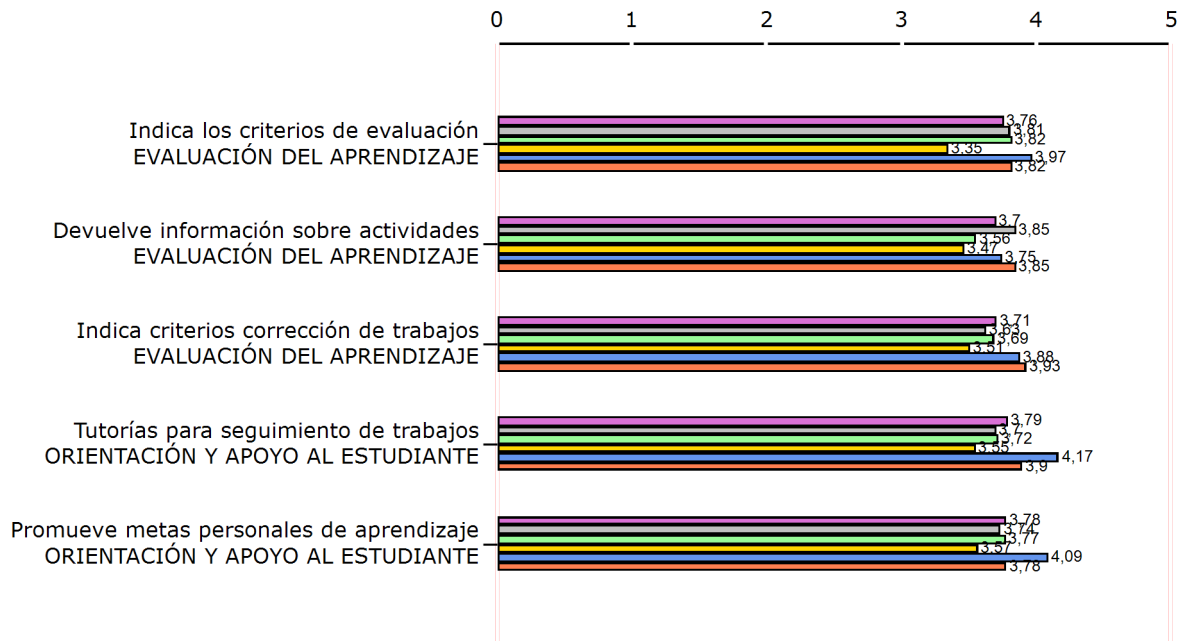 0 1 2 3 4 5
Indica los criterios de evaluación
EVALUACIÓN DEL APRENDIZAJE
3,76
3,81
3,82
3,35
3,97
3,82
Devuelve información sobre actividades
EVALUACIÓN DEL APRENDIZAJE
3,7
3,85
3,56
3,47
3,75
3,85
Indica criterios corrección de trabajos
EVALUACIÓN DEL APRENDIZAJE
3,71
3,63
3,69
3,51
3,88
3,93
Tutorías para seguimiento de trabajos
ORIENTACIÓN Y APOYO AL ESTUDIANTE
3,79
3,7
3,72
3,55
4,17
3,9
Promueve metas personales de aprendizaje
ORIENTACIÓN Y APOYO AL ESTUDIANTE
3,78
3,74
3,77
3,57
4,09
3,78